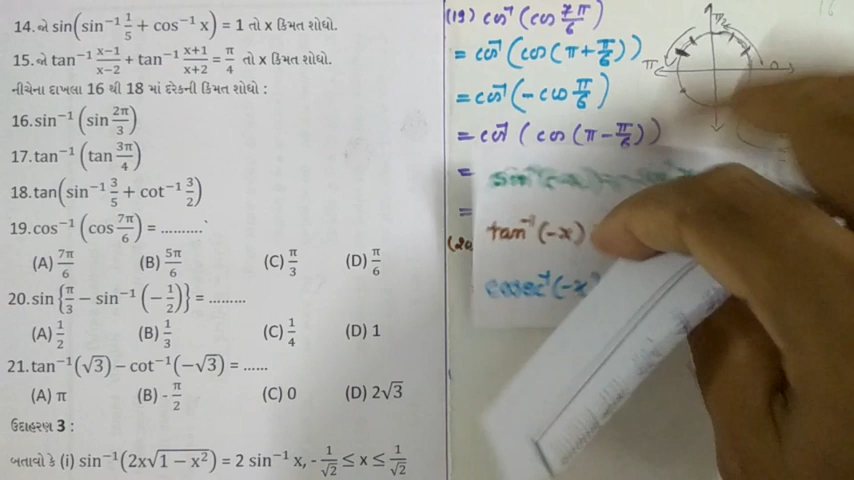 14. જો sin(sin⁻¹ 1/5 + cos⁻¹ x) = 1 તો x કિંમત શોધો.
15. જો tan⁻¹ (x−1)/(x−2) + tan⁻¹ (x+1)/(x+2) = π/4 તો x કિંમત શોધો.
નીચેના દાખલા 16 થી 18 માં દરેકની કિંમત શોધો :
16. sin⁻¹ (sin 2π/3)
17. tan⁻¹ (tan 3π/4)
18. tan(sin⁻¹ 3/5 + cot⁻¹ 3/2)
19. cos⁻¹ (cos 7π/6) = ..........
(A) 7π/6 (B) 5π/6 (C) π/3 (D) π/6
20. sin {π/3 − sin⁻¹ (−1/2)} = .........
(A) 1/2 (B) 1/3 (C) 1/4 (D) 1
21. tan⁻¹(√3) − cot⁻¹(−√3) = ......
(A) π (B) -π/2 (C) 0 (D) 2√3
ઉદાહરણ 3 :
બતાવો કે (i) sin⁻¹(2x√(1 − x²)) = 2 sin⁻¹ x, -1/√2 ≤ x ≤ 1/√2
(19) cos⁻¹ (cos 7π/6)
= cos⁻¹ (cos (π + π/6))
= cos⁻¹ (−cos π/6)
= cos⁻¹ (cos (π − π/6))
=
=
π
π/2
0
sin⁻¹(−x)
tan⁻¹(−x)
cosec⁻¹(−x)